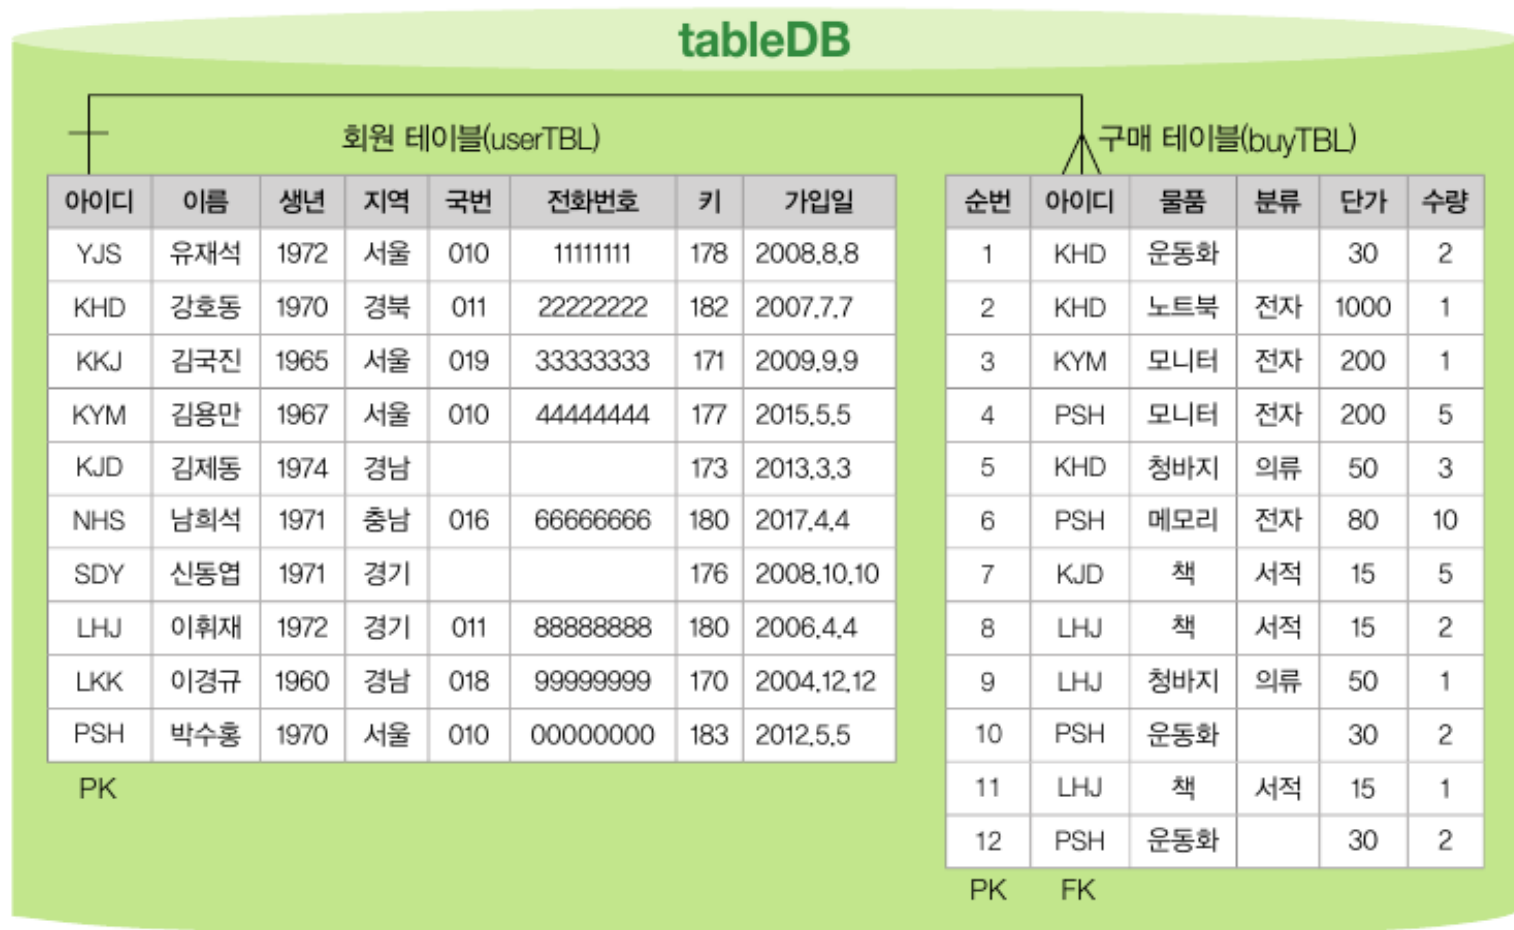 tableDB
회원 테이블(userTBL)
아이디 이름 생년 지역 국번 전화번호 키 가입일
YJS 유재석 1972 서울 010 11111111 178 2008.8.8
KHD 강호동 1970 경북 011 22222222 182 2007.7.7
KKJ 김국진 1965 서울 019 33333333 171 2009.9.9
KYM 김용만 1967 서울 010 44444444 177 2015.5.5
KJD 김제동 1974 경남 173 2013.3.3
NHS 남희석 1971 충남 016 66666666 180 2017.4.4
SDY 신동엽 1971 경기 176 2008.10.10
LHJ 이휘재 1972 경기 011 88888888 180 2006.4.4
LKK 이경규 1960 경남 018 99999999 170 2004.12.12
PSH 박수홍 1970 서울 010 00000000 183 2012.5.5
PK
구매 테이블(buyTBL)
순번 아이디 물품 분류 단가 수량
1 KHD 운동화 30 2
2 KHD 노트북 전자 1000 1
3 KYM 모니터 전자 200 1
4 PSH 모니터 전자 200 5
5 KHD 청바지 의류 50 3
6 PSH 메모리 전자 80 10
7 KJD 책 서적 15 5
8 LHJ 책 서적 15 2
9 LHJ 청바지 의류 50 1
10 PSH 운동화 30 2
11 LHJ 책 서적 15 1
12 PSH 운동화 30 2
PK FK